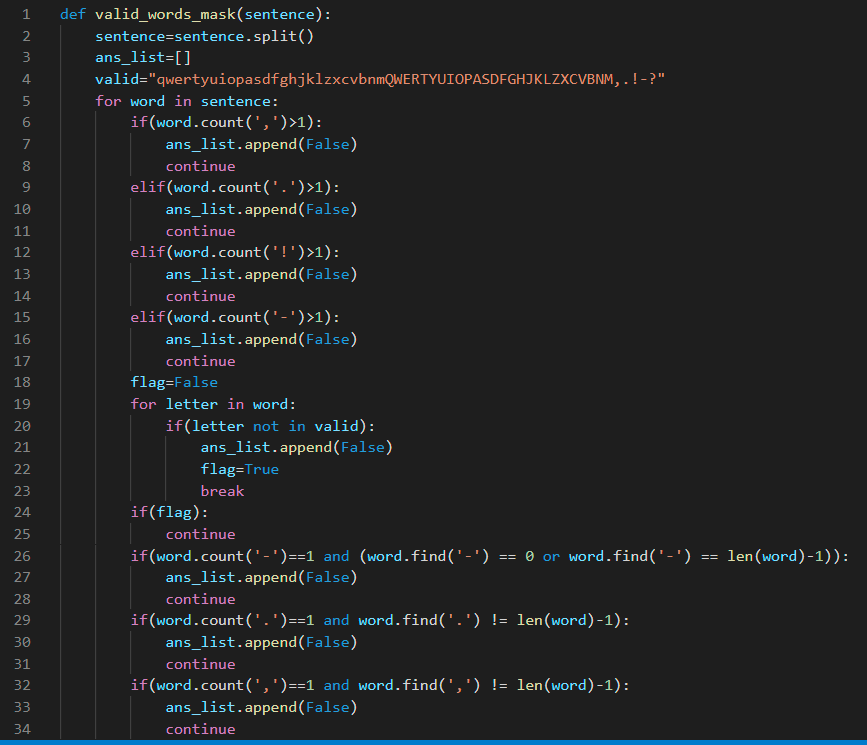 1 def valid_words_mask(sentence):
2     sentence=sentence.split()
3     ans_list=[]
4     valid="qwertyuiopasdfghjklzxcvbnmQWERTYUIOPASDFGHJKLZXCVBNM,.!-?"
5     for word in sentence:
6         if(word.count(',')>1):
7             ans_list.append(False)
8             continue
9         elif(word.count('.')>1):
10             ans_list.append(False)
11             continue
12         elif(word.count('!')>1):
13             ans_list.append(False)
14             continue
15         elif(word.count('-')>1):
16             ans_list.append(False)
17             continue
18         flag=False
19         for letter in word:
20             if(letter not in valid):
21                 ans_list.append(False)
22                 flag=True
23                 break
24         if(flag):
25             continue
26         if(word.count('-')==1 and (word.find('-') == 0 or word.find('-') == len(word)-1)):
27             ans_list.append(False)
28             continue
29         if(word.count('.')==1 and word.find('.') != len(word)-1):
30             ans_list.append(False)
31             continue
32         if(word.count(',')==1 and word.find(',') != len(word)-1):
33             ans_list.append(False)
34             continue